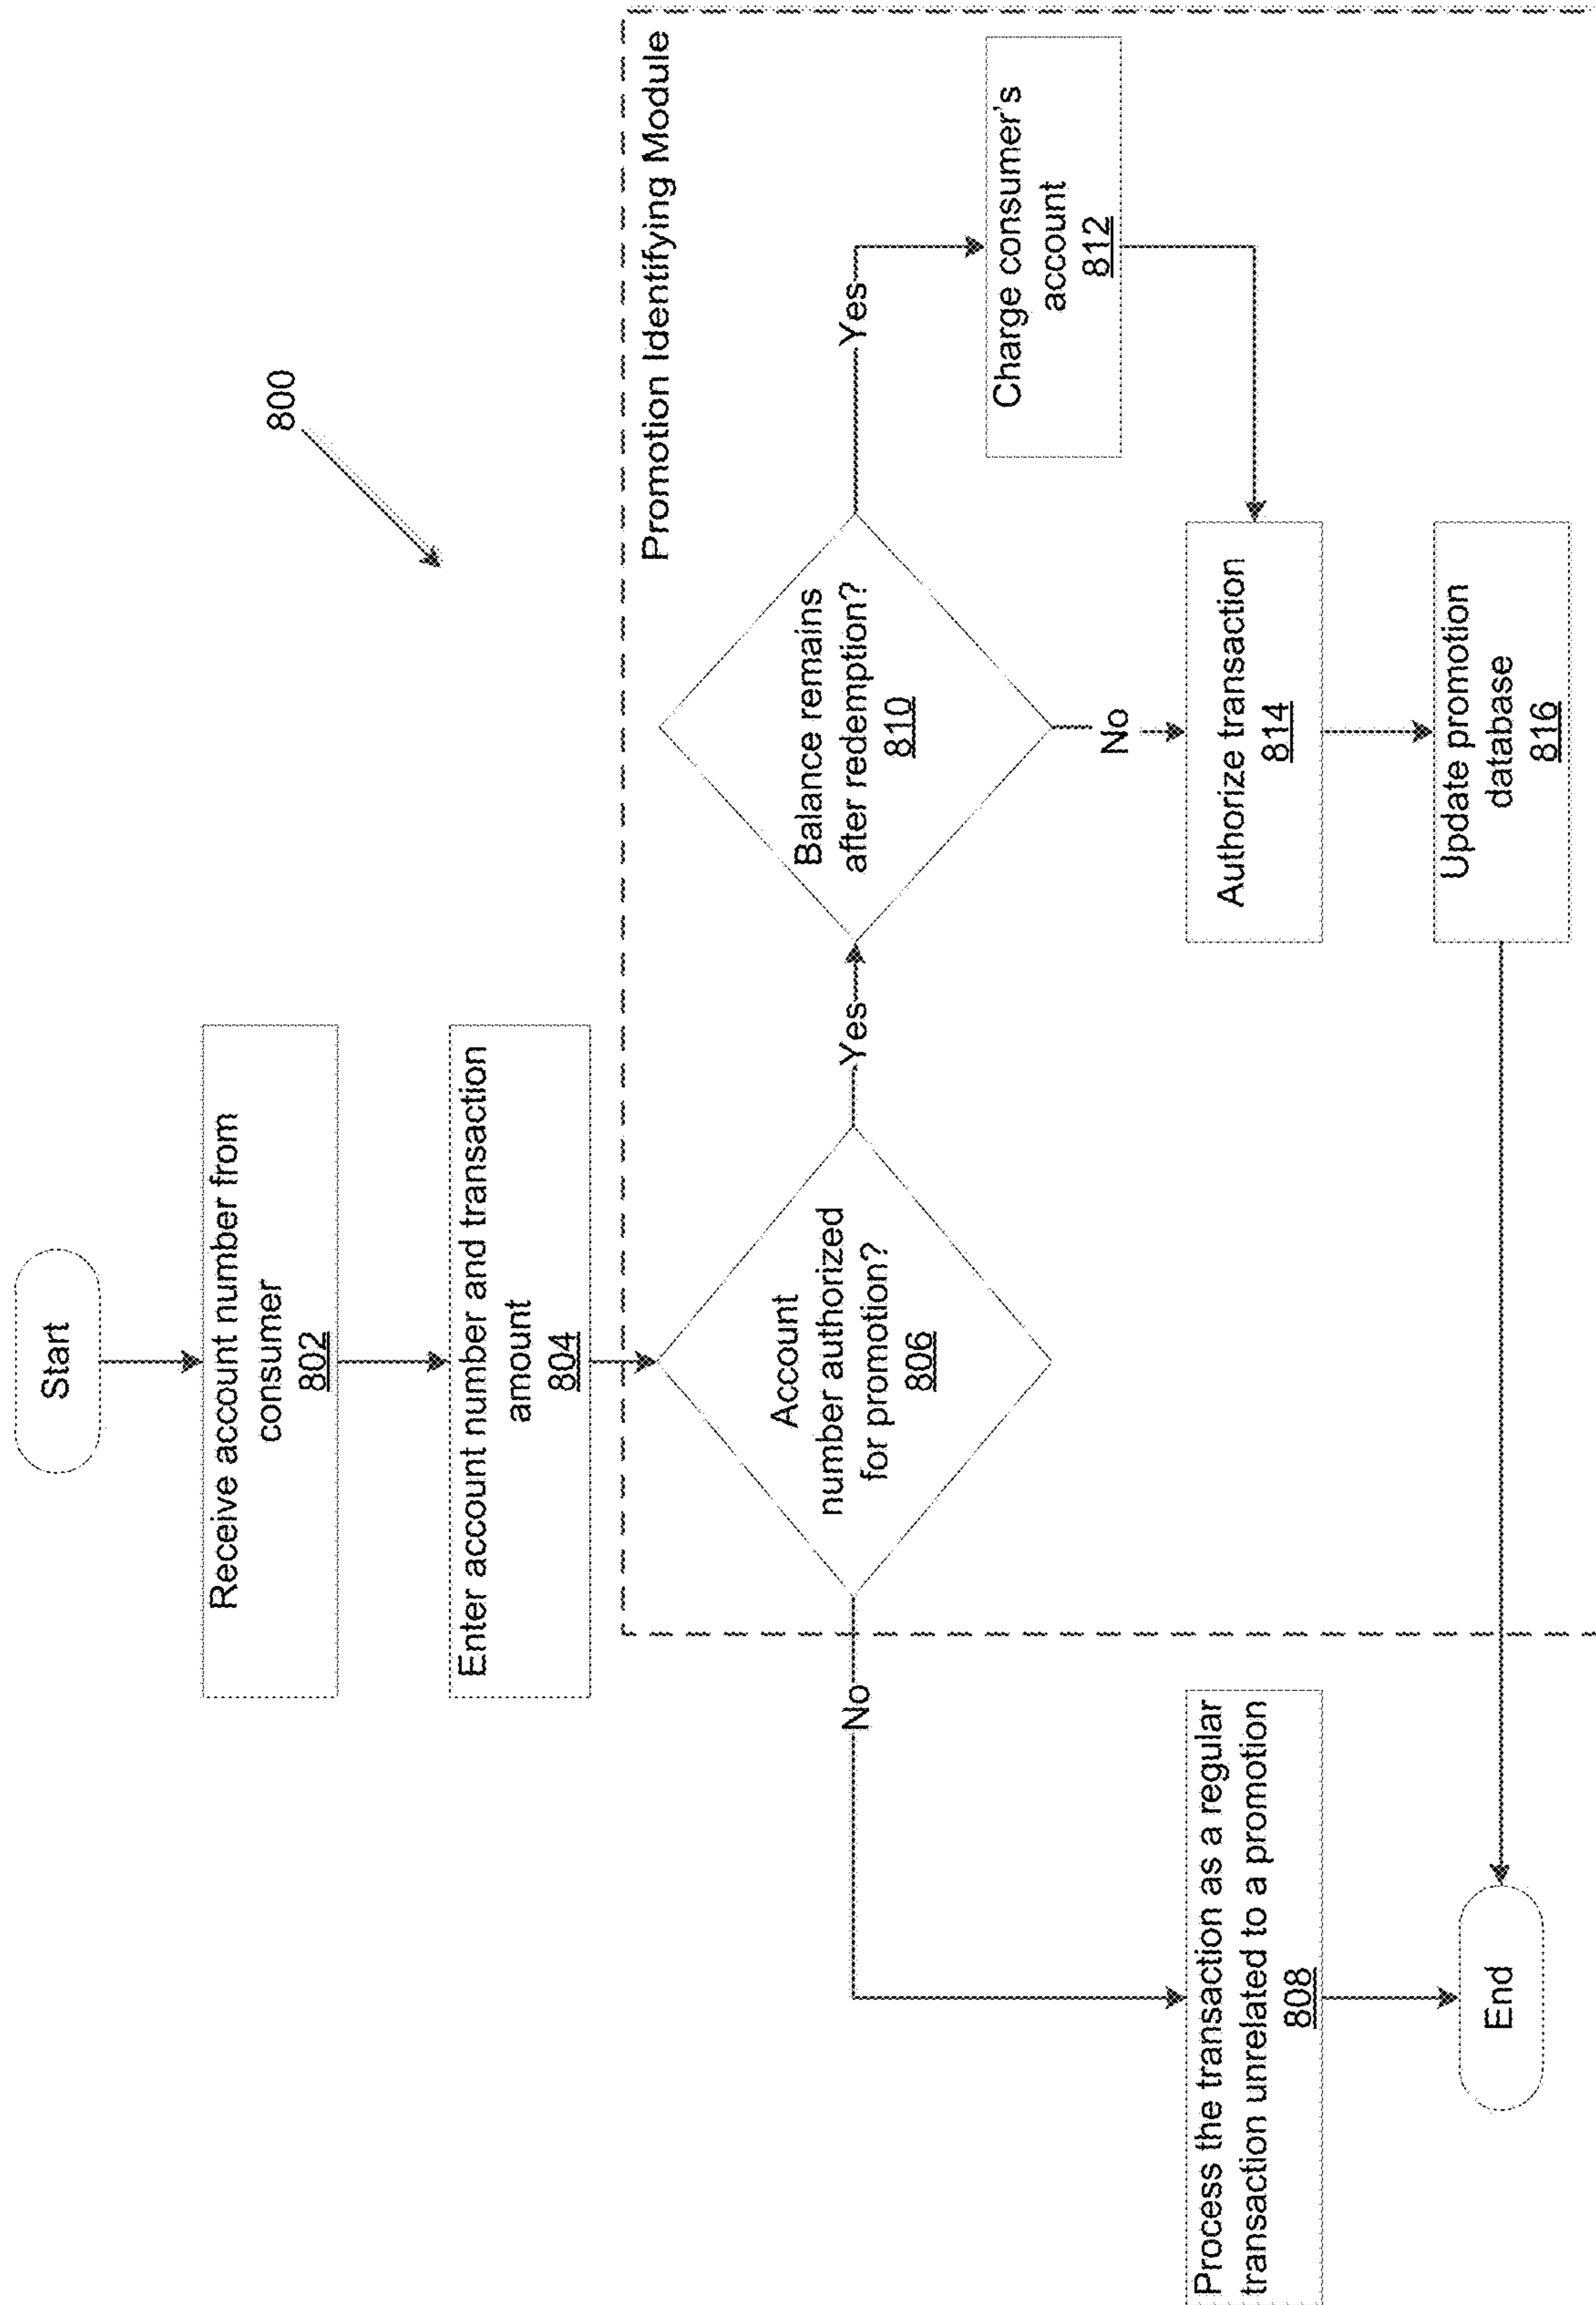 800
Start
Receive account number from
consumer
802
Enter account number and transaction
amount
804
Promotion Identifying Module
Account
number authorized
for promotion?
806
Yes
No
Balance remains
after redemption?
810
Yes
No
Charge consumer's
account
812
Process the transaction as a regular
transaction unrelated to a promotion
808
Authorize transaction
814
Update promotion
database
816
End